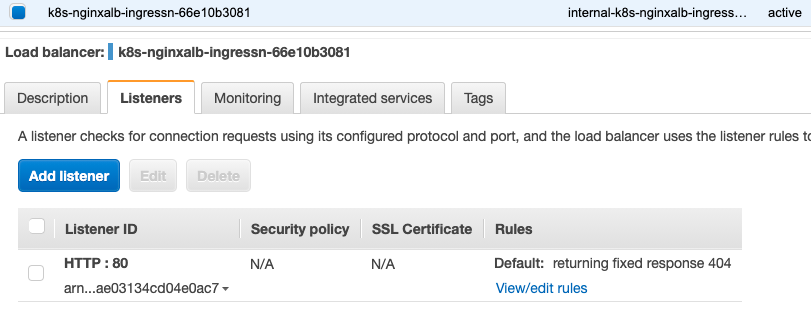 k8s-nginxalb-ingressn-66e10b3081 internal-k8s-nginxalb-ingress... active
Load balancer: k8s-nginxalb-ingressn-66e10b3081
Description Listeners Monitoring Integrated services Tags
A listener checks for connection requests using its configured protocol and port, and the load balancer uses the listener rules to
Add listener Edit Delete
Listener ID Security policy SSL Certificate Rules
HTTP : 80 N/A N/A Default: returning fixed response 404
arn...ae03134cd04e0ac7 View/edit rules